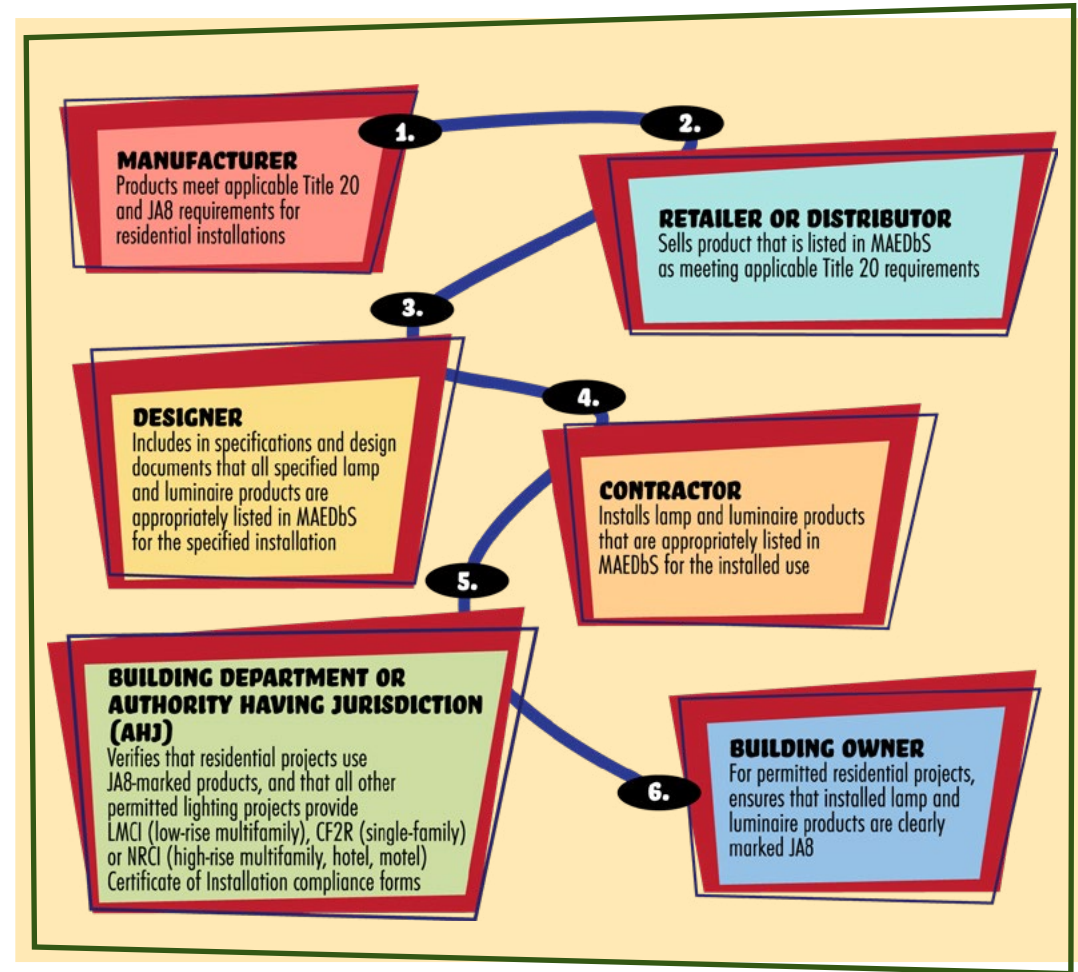 1.
MANUFACTURER
Products meet applicable Title 20
and JA8 requirements for
residential installations
2.
RETAILER OR DISTRIBUTOR
Sells product that is listed in MAEDbS
as meeting applicable Title 20 requirements
3.
DESIGNER
Includes in specifications and design
documents that all specified lamp
and luminaire products are
appropriately listed in MAEDbS
for the specified installation
4.
CONTRACTOR
Installs lamp and luminaire products
that are appropriately listed in
MAEDbS for the installed use
5.
BUILDING DEPARTMENT OR
AUTHORITY HAVING JURISDICTION
(AHJ)
Verifies that residential projects use
JA8-marked products, and that all other
permitted lighting projects provide
LMCI (low-rise multifamily), CF2R (single-family)
or NRCI (high-rise multifamily, hotel, motel)
Certificate of Installation compliance forms
6.
BUILDING OWNER
For permitted residential projects,
ensures that installed lamp and
luminaire products are clearly
marked JA8